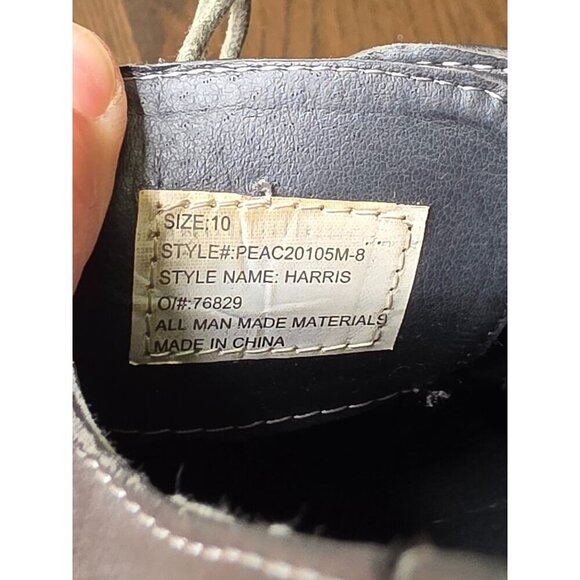 SIZE:10
STYLE#:PEAC20105M-8
STYLE NAME: HARRIS
O/#:76829
ALL MAN MADE MATERIALS
MADE IN CHINA